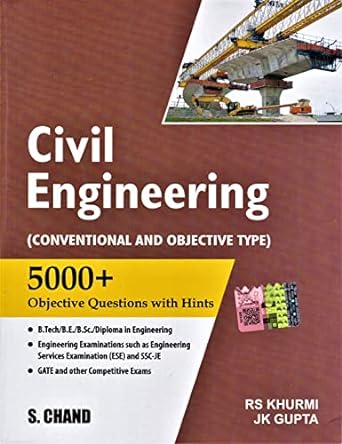 Civil
Engineering
(CONVENTIONAL AND OBJECTIVE TYPE)
5000+
Objective Questions with Hints
• B.Tech/B.E./B.Sc./Diploma in Engineering
• Engineering Examinations such as Engineering
Services Examination (ESE) and SSC-JE
• GATE and other Competitive Exams
S. CHAND
RS KHURMI
JK GUPTA